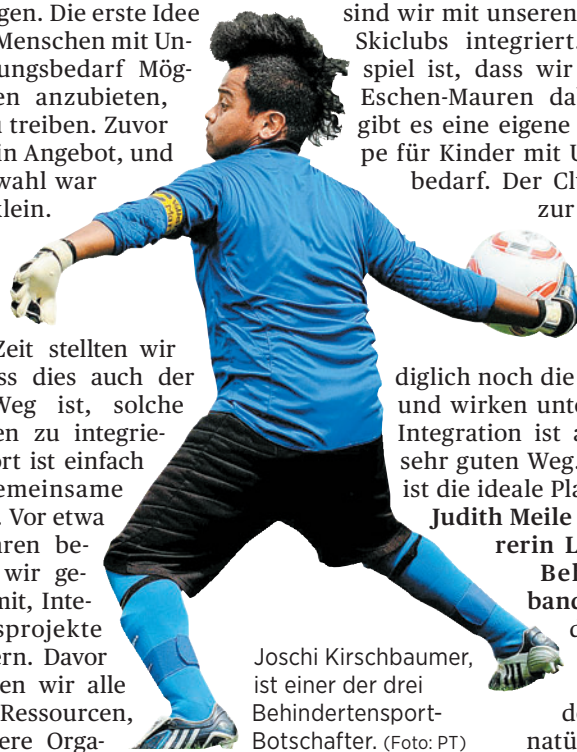 gen. Die erste Idee
Menschen mit Un-
ungsbedarf Mög-
en anzubieten,
treiben. Zuvor
in Angebot, und
wahl war
klein.
Zeit stellten wir
ss dies auch der
Weg ist, solche
en zu integrie-
ort ist einfach
emeinsame
. Vor etwa
hren be-
wir ge-
mit, Inte-
sprojekte
ern. Davor
en wir alle
Ressourcen,
ere Orga-
sind wir mit unseren
Skiclubs integriert.
spiel ist, dass wir
Eschen-Mauren da
gibt es eine eigene
pe für Kinder mit U
bedarf. Der Cl
zur
diglich noch die
und wirken unte
Integration ist a
sehr guten Weg.
ist die ideale Pla
Judith Meile
rerin L
Bel
band
d
de
natü
Joschi Kirschbaumer,
ist einer der drei
Behindertensport-
Botschafter. (Foto: PT)